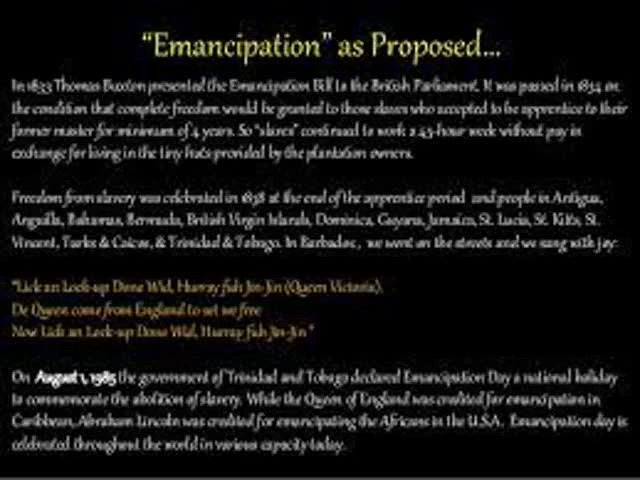 “Emancipation” as Proposed...
In 1833 Thomas Buxton presented the Emancipation Bill to the British Parliament. It was passed in 1834 on
the condition that complete freedom would be granted to those slaves who accepted to be apprentice to their
former master for minimum of 4 years. So “slaves” continued to work a 45-hour week without pay in
exchange for living in the tiny huts provided by the plantation owners.
Freedom from slavery was celebrated in 1838 at the end of the apprentice period and people in Antigua,
Anguilla, Bahamas, Bermuda, British Virgin Islands, Dominica, Guyana, Jamaica, St. Lucia, St. Kitts, St.
Vincent, Turks & Caicos, & Trinidad & Tobago. In Barbados, we went on the streets and we sang with joy:
“Lick an Lock-up Done Wid, Hurray fuh Jin-Jin (Queen Victoria).
De Queen come from England to set we free
Now Lick an Lock-up Done Wid, Hurray fuh Jin-Jin”
On August 1, 1985 the government of Trinidad and Tobago declared Emancipation Day a national holiday
to commemorate the abolition of slavery. While the Queen of England was credited for emancipation in
Caribbean, Abraham Lincoln was credited for emancipating the Africans in the U.S.A. Emancipation day is
celebrated throughout the world in various capacity today.